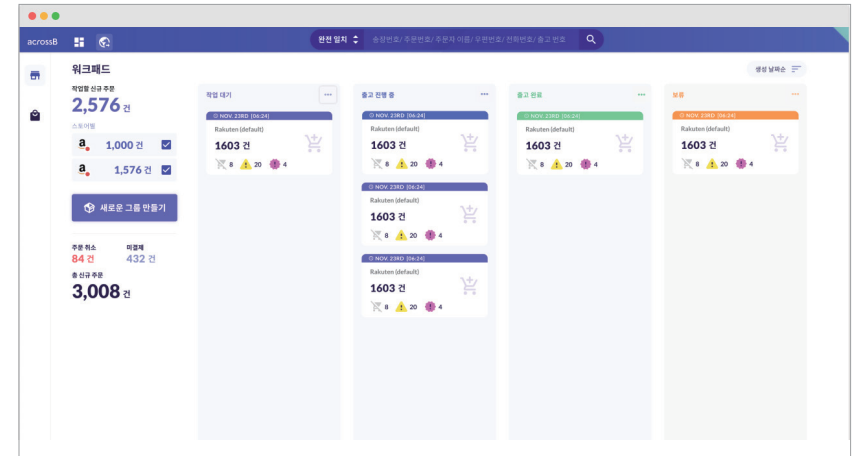 acrossB
완전 일치
송장번호/ 주문번호/ 주문자 이름/ 우편번호/ 전화번호/ 출고 번호
워크패드
생성 날짜순
작업할 신규 주문
2,576 건
스토어별
a 1,000 건
a 1,576 건
새로운 그룹 만들기
주문 취소 미결제
84 건 432 건
총 신규 주문
3,008 건
작업 대기 ...
NOV. 23RD [06:24]
Rakuten (default)
1603 건
8 20 4
출고 진행 중 ...
NOV. 23RD [06:24]
Rakuten (default)
1603 건
8 20 4
NOV. 23RD [06:24]
Rakuten (default)
1603 건
8 20 4
NOV. 23RD [06:24]
Rakuten (default)
1603 건
8 20 4
출고 완료 ...
NOV. 23RD [06:24]
Rakuten (default)
1603 건
8 20 4
보류 ...
NOV. 23RD [06:24]
Rakuten (default)
1603 건
8 20 4